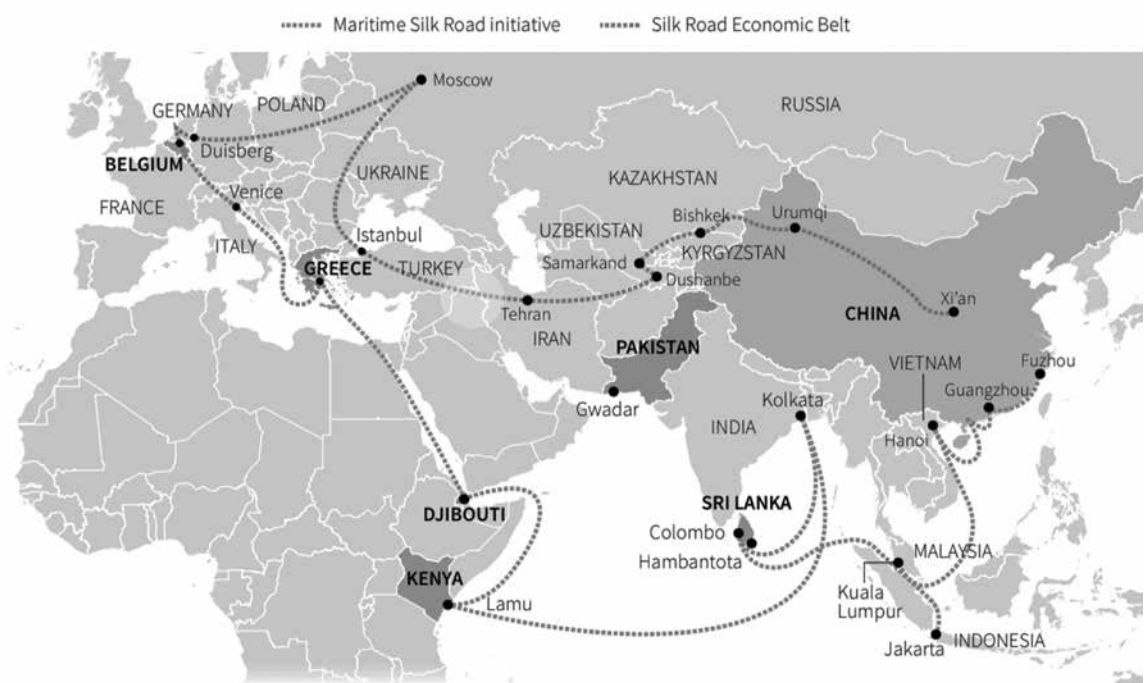 Maritime Silk Road initiative
Silk Road Economic Belt
Moscow
RUSSIA
GERMANY
POLAND
Duisberg
BELGIUM
UKRAINE
KAZAKHSTAN
Venice
FRANCE
Bishkek
Urumqi
ITALY
Istanbul
UZBEKISTAN
KYRGYZSTAN
GREECE
TURKEY
Samarkand
Dushanbe
Tehran
Xi'an
CHINA
IRAN
PAKISTAN
VIETNAM
Fuzhou
Guangzhou
Gwadar
Kolkata
INDIA
Hanoi
SRI LANKA
DJIBOUTI
Colombo
Hambantota
MALAYSIA
KENYA
Lamu
Kuala
Lumpur
Jakarta
INDONESIA